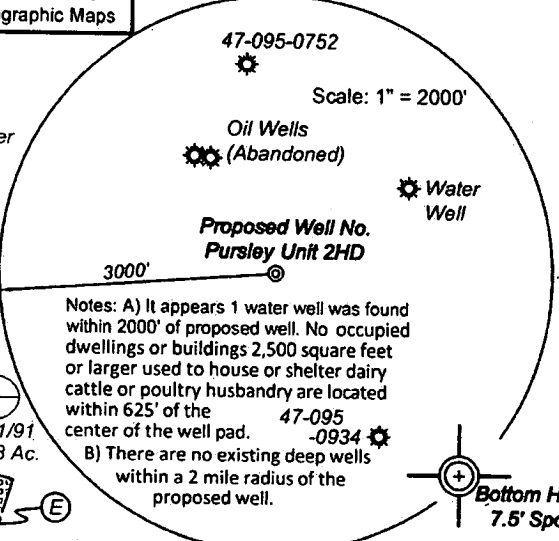 graphic Maps
47-095-0752
Scale: 1" = 2000'
er
Oil Wells
(Abandoned)
Water
Well
Proposed Well No.
Pursley Unit 2HD
3000'
Notes: A) It appears 1 water well was found
within 2000' of proposed well. No occupied
dwellings or buildings 2,500 square feet
or larger used to house or shelter dairy
cattle or poultry husbandry are located
within 625' of the
center of the well pad.
47-095
-0934
B) There are no existing deep wells
within a 2 mile radius of the
proposed well.
1/91
Ac.
E
Bottom H
7.5' Spo